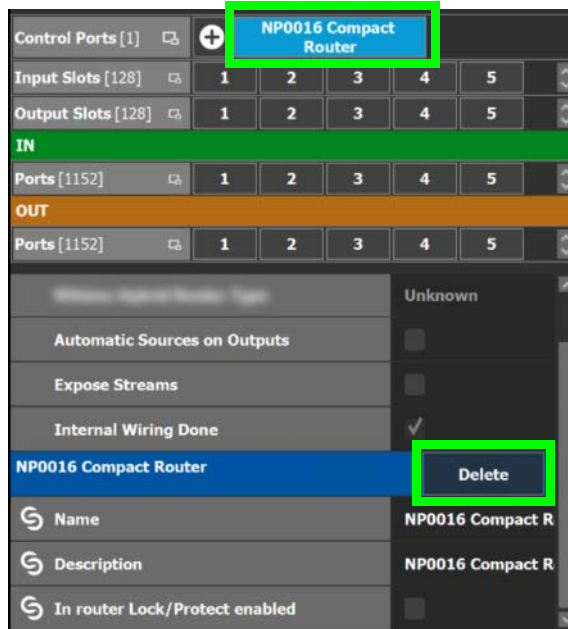 Control Ports [1]
NP0016 Compact
Router
Input Slots [128] 1 2 3 4 5
Output Slots [128] 1 2 3 4 5
IN
Ports [1152] 1 2 3 4 5
OUT
Ports [1152] 1 2 3 4 5
Unknown
Automatic Sources on Outputs
Expose Streams
Internal Wiring Done
NP0016 Compact Router Delete
Name NP0016 Compact R
Description NP0016 Compact R
In router Lock/Protect enabled